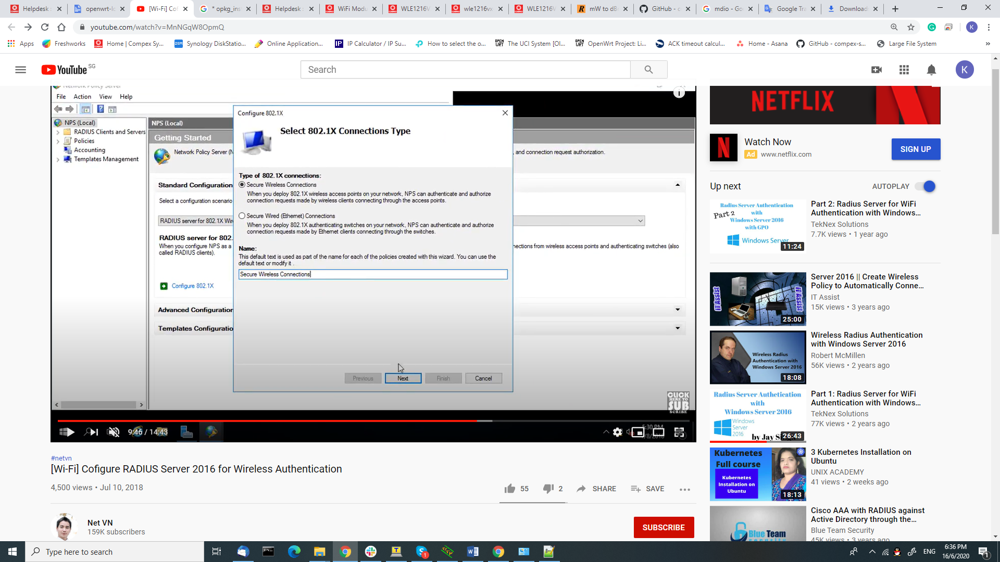 Helpdesk
openwrt-lc
[Wi-Fi] Cof
* opkg_ins
Helpdesk
WiFi Modu
WLE1216V
wle1216vx
WLE1216V
mW to dB
GitHub - c
mdio - Go
Google Tra
Download
youtube.com/watch?v=MnNGqW8OpmQ
K
Apps
Freshworks
Home | Compex Sy...
Synology DiskStatio...
Online Application...
IP Calculator / IP Su...
How to select the o...
The UCI System [Ol...
OpenWrt Project: Li...
ACK timeout calcul...
Home - Asana
GitHub - compex-s...
Large File System
»
YouTube SG
Search
K
Network Policy Server
File Action View Help
NPS (Local)
RADIUS Clients and Servers
Policies
Accounting
Templates Management
NPS (Local)
Getting Started
Network Policy Server (N
, and connection request authorization.
Standard Configuration
Select a configuration scenario
RADIUS server for 802.1X Wir
RADIUS server for 802.
When you configure NPS as a
called RADIUS clients).
nections from wireless access points and authenticating switches (also
Configure 802.1X
Advanced Configuration
Templates Configuratio
Configure 802.1X
Select 802.1X Connections Type
Type of 802.1X connections:
Secure Wireless Connections
When you deploy 802.1X wireless access points on your network, NPS can authenticate and authorize
connection requests made by wireless clients connecting through the access points.
Secure Wired (Ethernet) Connections
When you deploy 802.1X authenticating switches on your network, NPS can authenticate and authorize
connection requests made by Ethernet clients connecting through the switches.
Name:
This default text is used as part of the name for each of the policies created with this wizard. You can use the
default text or modify it .
Secure Wireless Connections
Previous
Next
Finish
Cancel
CLICK
HERE TO
SUB
SCRIBE
9:46 / 14:43
5:30 PM
#netvn
[Wi-Fi] Cofigure RADIUS Server 2016 for Wireless Authentication
4,500 views • Jul 10, 2018
55
2
SHARE
SAVE
Net VN
159K subscribers
SUBSCRIBE
NETFLIX
Watch Now
Ad www.netflix.com
SIGN UP
Up next
AUTOPLAY
Radius Server Authentication
with
Windows Server 2016
with GPO
Part 2
Windows Server
11:24
Part 2: Radius Server for WiFi
Authentication with Windows...
TekNex Solutions
7.7K views • 1 year ago
IT Assist
IT Assist
25:00
Server 2016 || Create Wireless
Policy to Automatically Conne...
IT Assist
15K views • 3 years ago
Wireless Radius
Authentication with
Windows Server 2016
18:08
Wireless Radius Authentication
with Windows Server 2016
Robert McMillen
56K views • 2 years ago
Radius Server Authetication
with
Windows Server 2016
Windows
Server
2016
by Jay Si
26:43
Part 1: Radius Server for WiFi
Authentication with Windows...
TekNex Solutions
77K views • 2 years ago
Kubernetes
Full course
Kubernetes
Installation on
Ubuntu
18:13
3 Kubernetes Installation on
Ubuntu
UNIX ACADEMY
41 views • 2 weeks ago
Blue Team
Cisco AAA with RADIUS against
Active Directory through the...
Blue Team Security
45K views • 3 years ago
Type here to search
ENG
6:36 PM
16/6/2020
1